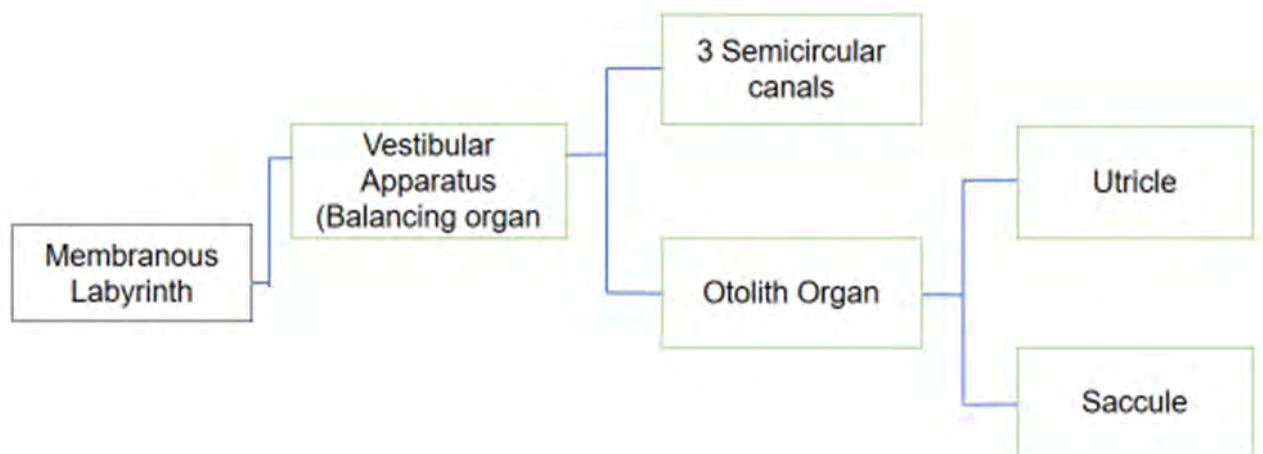 3 Semicircular
canals
Vestibular
Apparatus
(Balancing organ
Utricle
Membranous
Labyrinth
Otolith Organ
Saccule